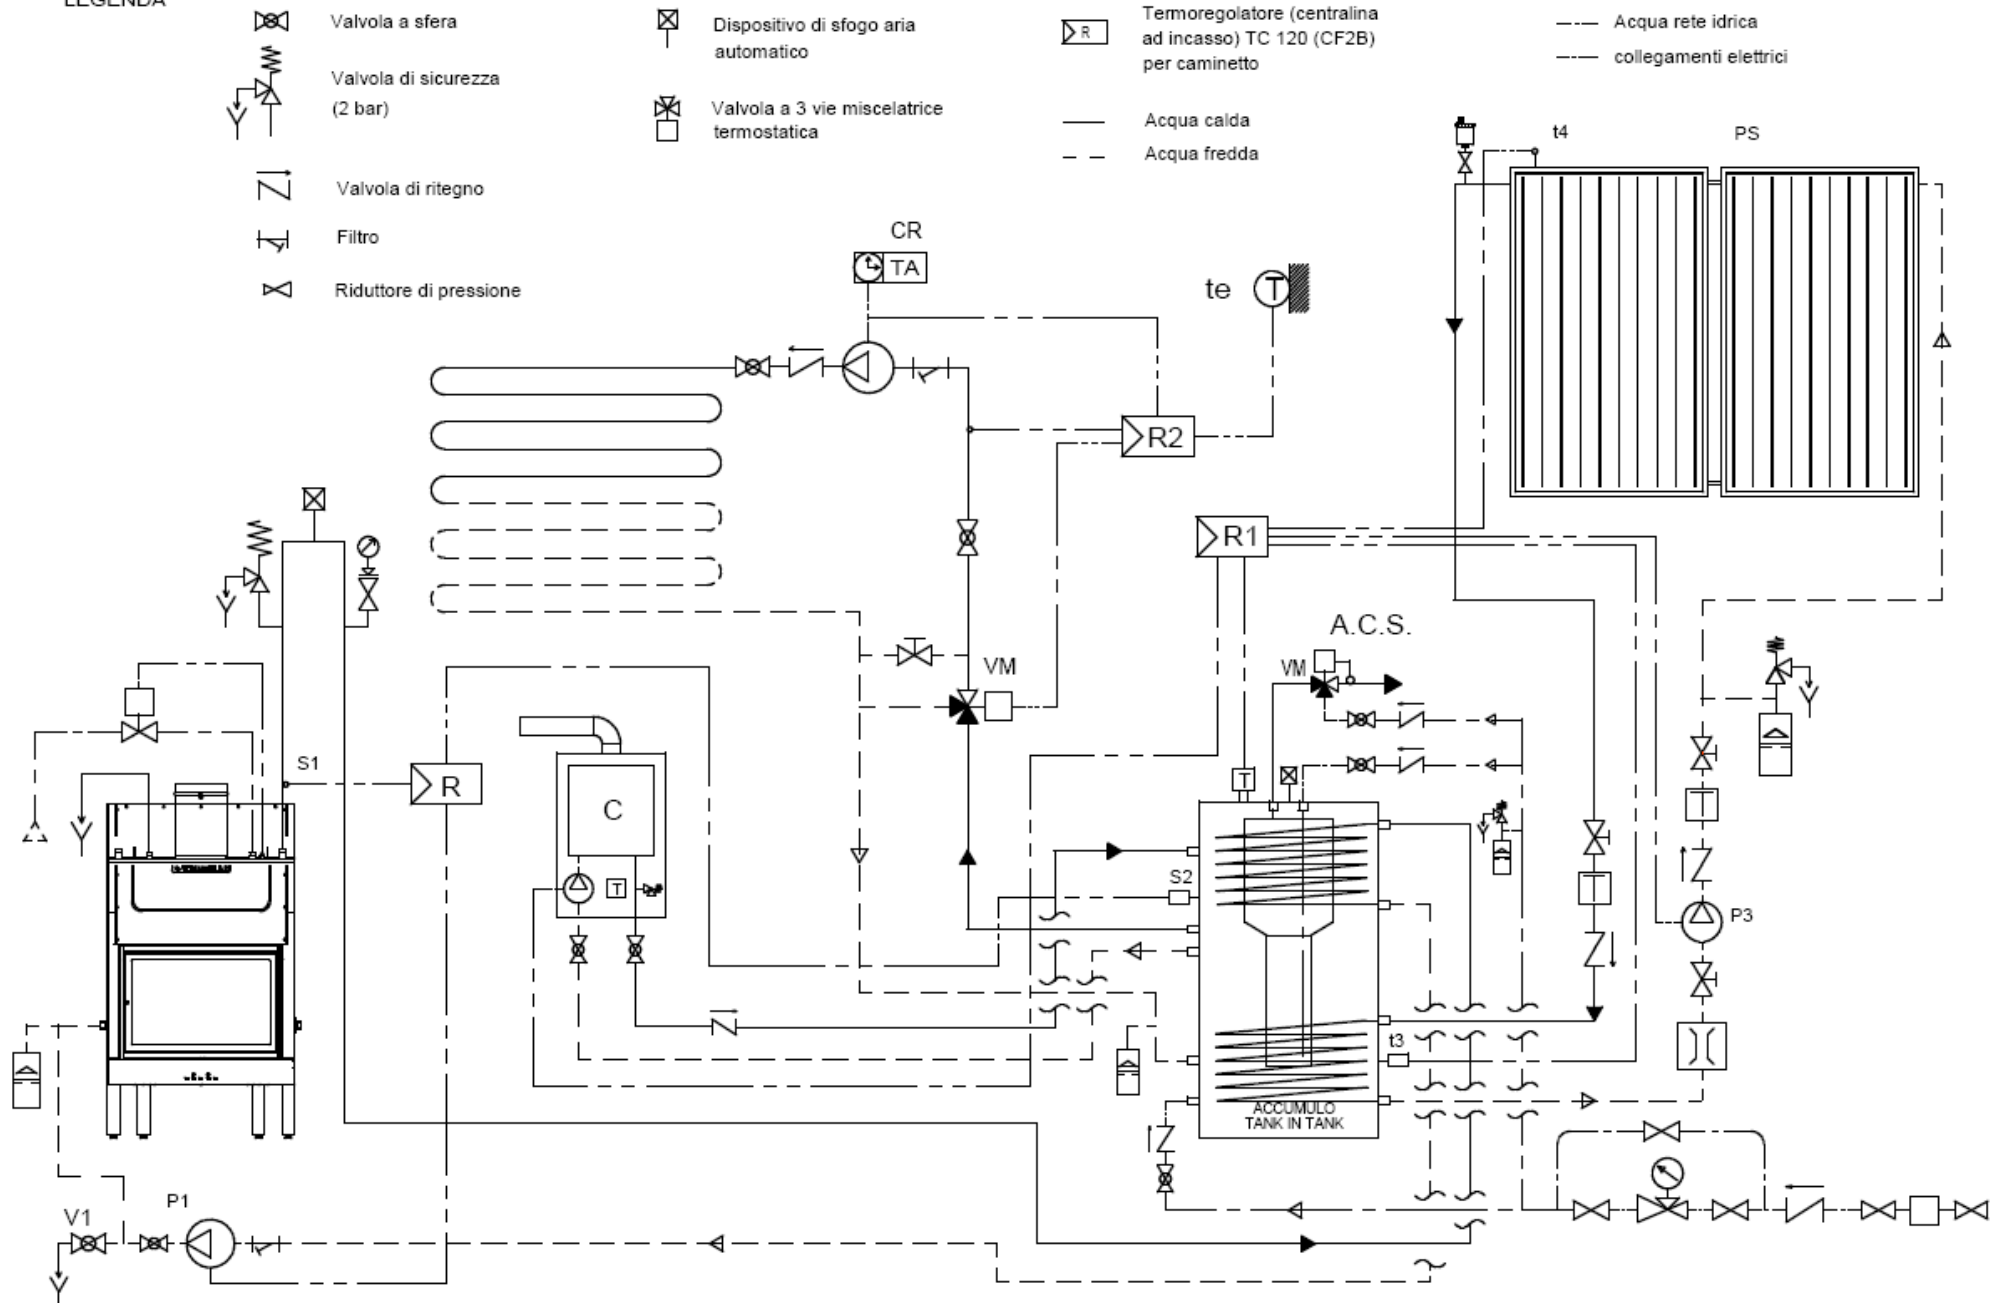 LEGENDA
Valvola a sfera
Valvola di sicurezza
(2 bar)
Valvola di ritegno
Filtro
Riduttore di pressione
Dispositivo di sfogo aria
automatico
Valvola a 3 vie miscelatrice
termostatica
R
Termoregolatore (centralina
ad incasso) TC 120 (CF2B)
per caminetto
Acqua calda
Acqua fredda
Acqua rete idrica
collegamenti elettrici
t4
PS
CR
TA
te
T
R2
R1
A.C.S.
VM
VM
S1
R
C
T
T
S2
P3
t3
ACCUMULO
TANK IN TANK
P1
V1